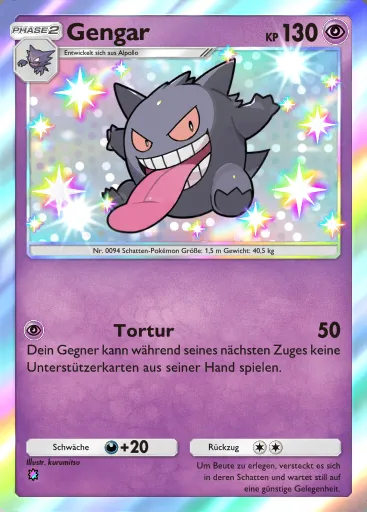 PHASE 2 Gengar KP 130
Entwickelt sich aus Alpollo
Nr. 0094 Schatten-Pokémon Größe: 1,5 m Gewicht: 40,5 kg
Tortur 50
Dein Gegner kann während seines nächsten Zuges keine
Unterstützerkarten aus seiner Hand spielen.
Schwäche +20 Rückzug
Illustr. kurumitsu
Um Beute zu erlegen, versteckt es sich
in deren Schatten und wartet still auf
eine günstige Gelegenheit.